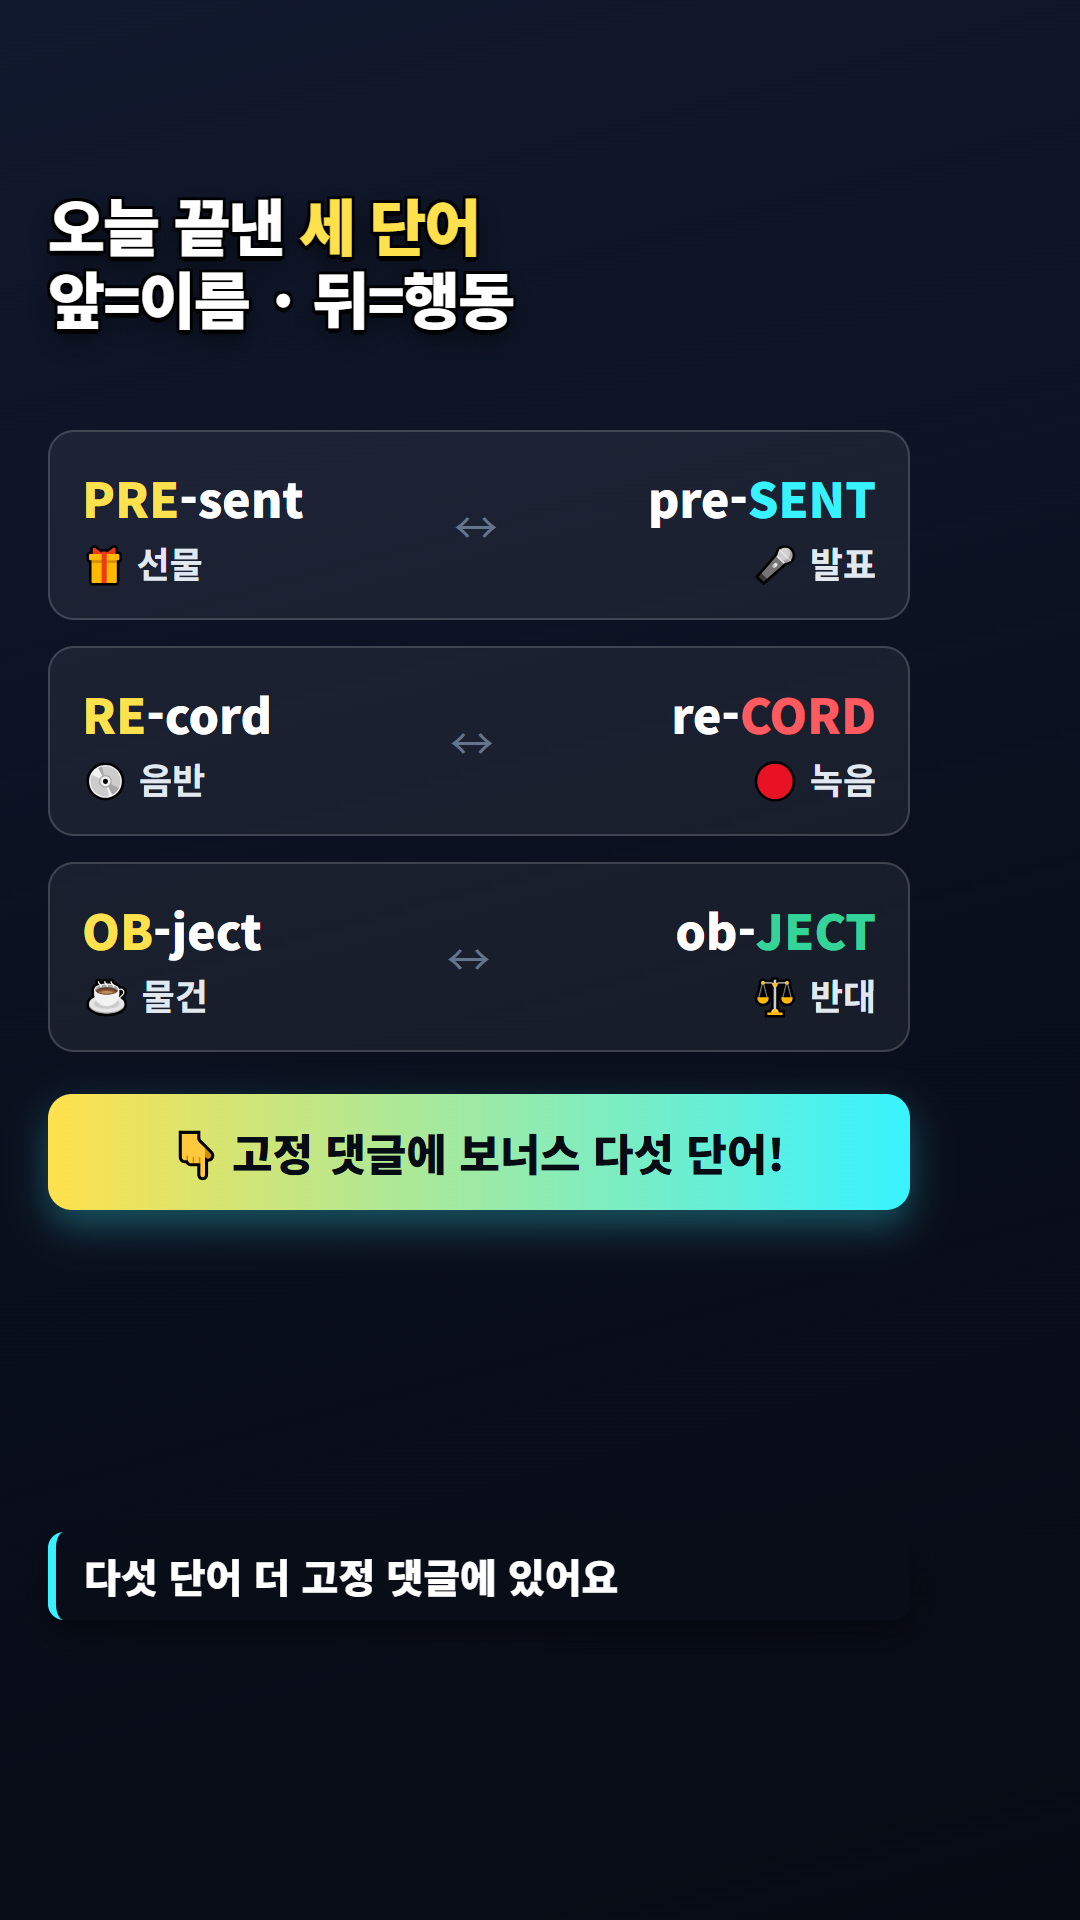 오늘 끝낸 세 단어
앞=이름 · 뒤=행동
PRE-sent ↔ pre-SENT
🎁 선물 🎤 발표
RE-cord ↔ re-CORD
💿 음반 🔴 녹음
OB-ject ↔ ob-JECT
☕ 물건 ⚖️ 반대
👇 고정 댓글에 보너스 다섯 단어!
다섯 단어 더 고정 댓글에 있어요